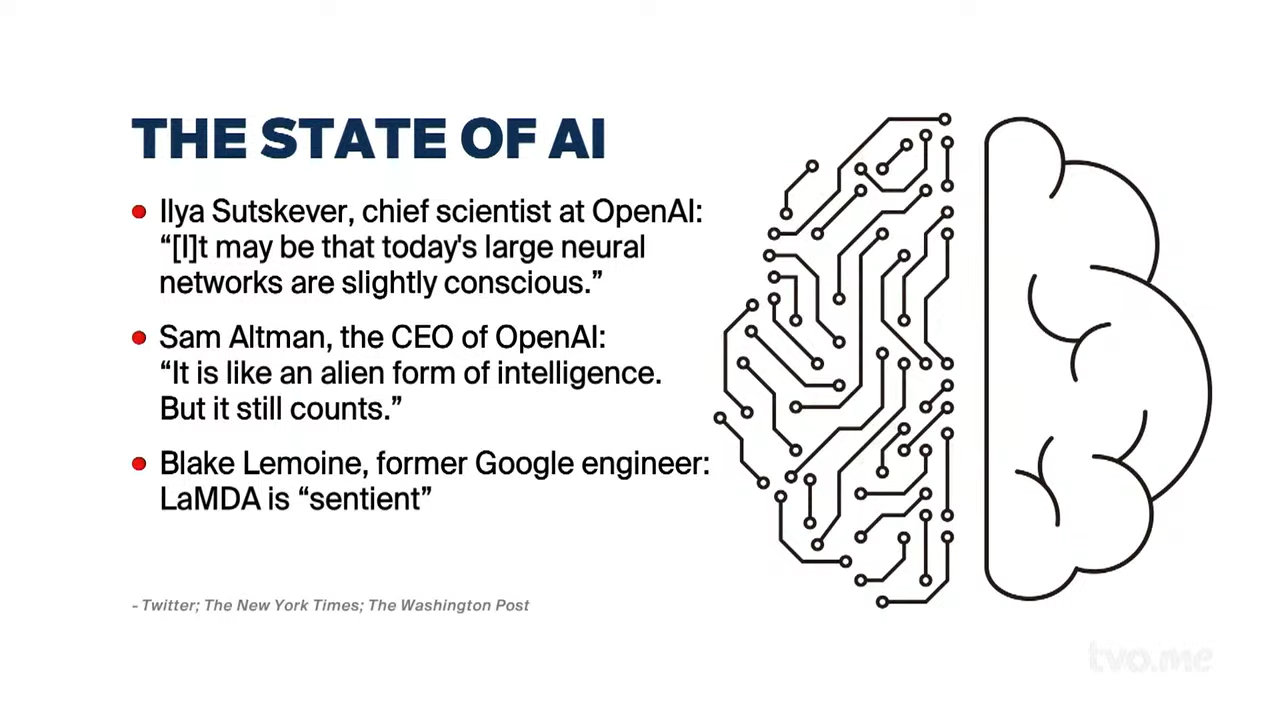 THE STATE OF AI
• Ilya Sutskever, chief scientist at OpenAI:
“[I]t may be that today's large neural
networks are slightly conscious.”
• Sam Altman, the CEO of OpenAI:
“It is like an alien form of intelligence.
But it still counts.”
• Blake Lemoine, former Google engineer:
LaMDA is “sentient”
- Twitter; The New York Times; The Washington Post
tvo.me